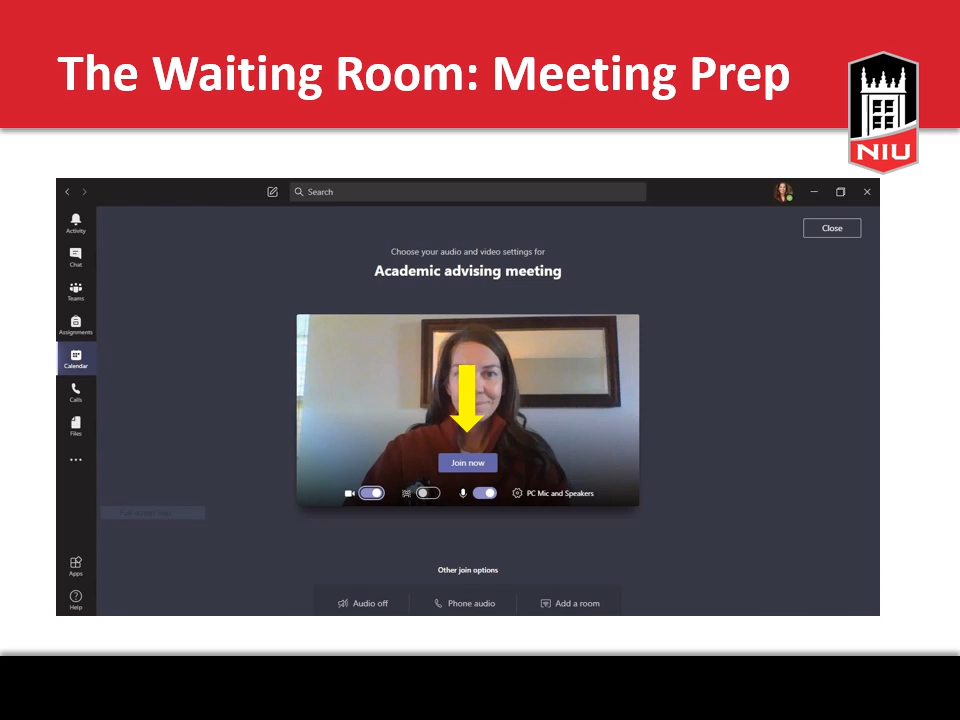 The Waiting Room: Meeting Prep
NIU
Search
Activity
Chat
Teams
Assignments
Calendar
Calls
Files
Apps
Help
Close
Choose your audio and video settings for
Academic advising meeting
Join now
PC Mic and Speakers
Other join options
Audio off
Phone audio
Add a room